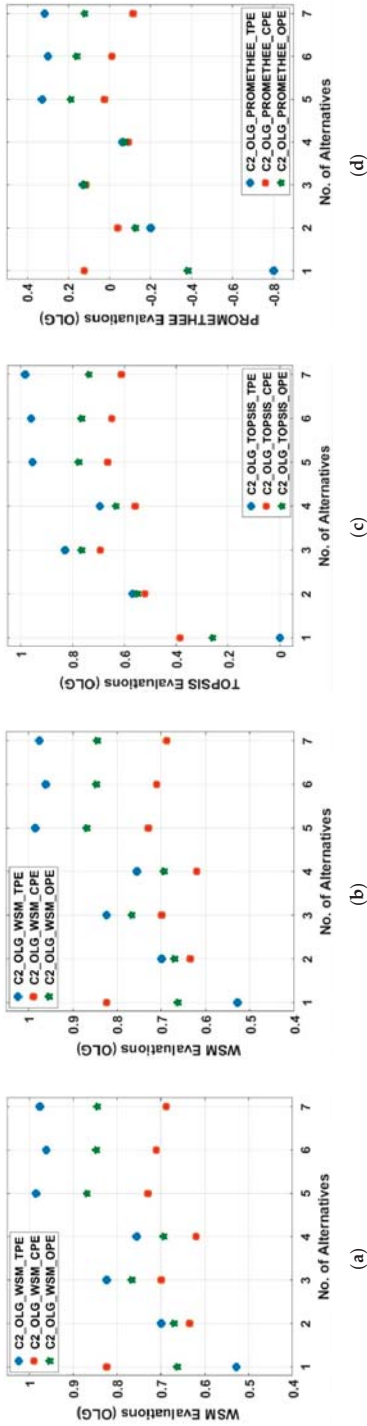 1
0.9
0.8
0.7
0.6
0.5
0.4
WSM Evaluations (OLG)
C2_OLG_WSM_TPE
C2_OLG_WSM_CPE
C2_OLG_WSM_OPE
1 2 3 4 5 6 7
No. of Alternatives
(a)
1
0.9
0.8
0.7
0.6
0.5
0.4
WSM Evaluations (OLG)
C2_OLG_WSM_TPE
C2_OLG_WSM_CPE
C2_OLG_WSM_OPE
1 2 3 4 5 6 7
No. of Alternatives
(b)
1
0.8
0.6
0.4
0.2
0
TOPSIS Evaluations (OLG)
C2_OLG_TOPSIS_TPE
C2_OLG_TOPSIS_CPE
C2_OLG_TOPSIS_OPE
1 2 3 4 5 6 7
No. of Alternatives
(c)
0.4
0.2
0
-0.2
-0.4
-0.6
-0.8
PROMETHEE Evaluations (OLG)
C2_OLG_PROMETHEE_TPE
C2_OLG_PROMETHEE_CPE
C2_OLG_PROMETHEE_OPE
1 2 3 4 5 6 7
No. of Alternatives
(d)